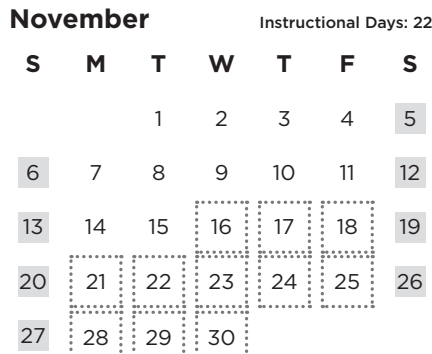 November Instructional Days: 22
S M T W T F S
1 2 3 4 5
6 7 8 9 10 11 12
13 14 15 16 17 18 19
20 21 22 23 24 25 26
27 28 29 30